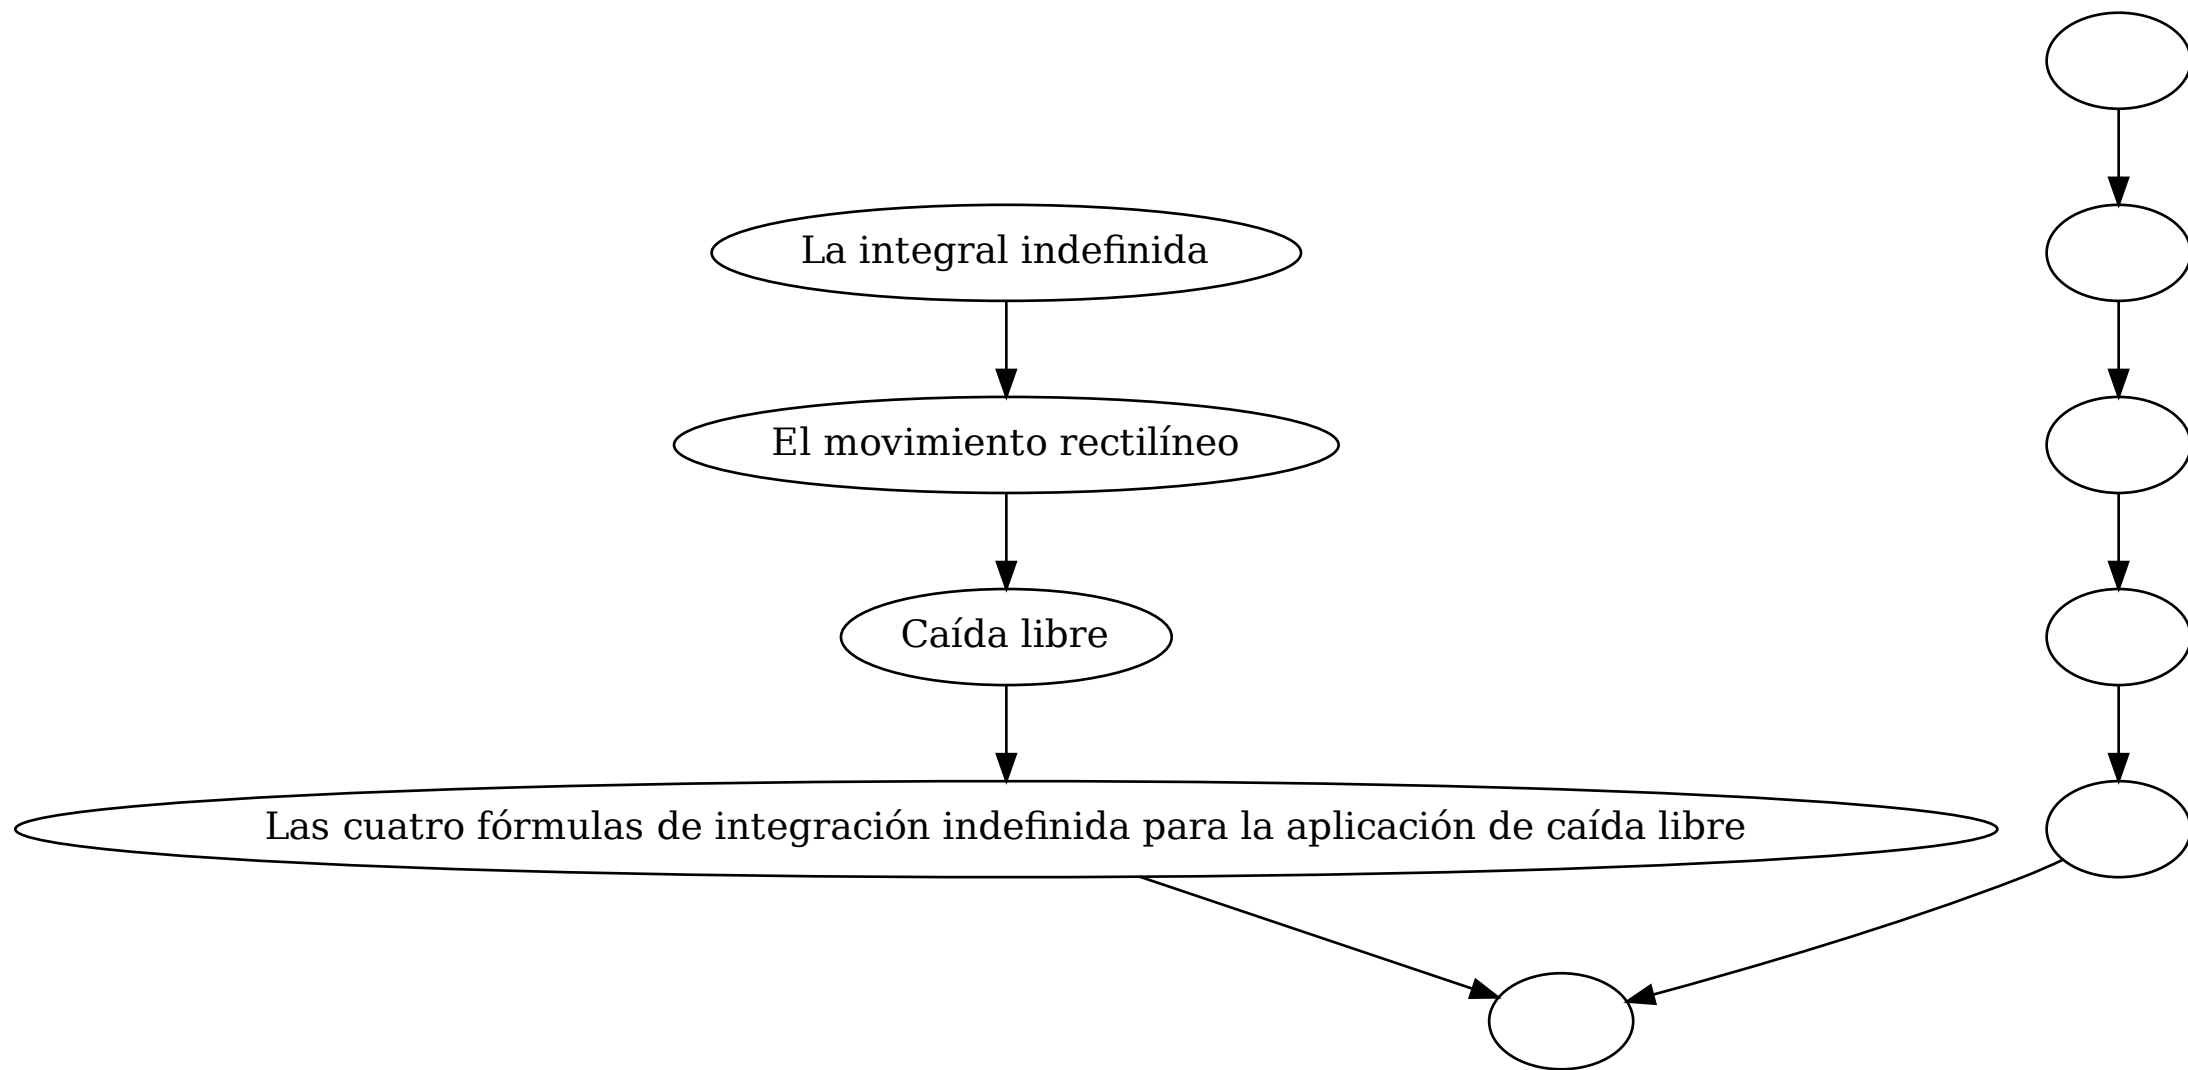 La integral indefinida
El movimiento rectilíneo
Caída libre
Las cuatro fórmulas de integración indefinida para la aplicación de caída libre